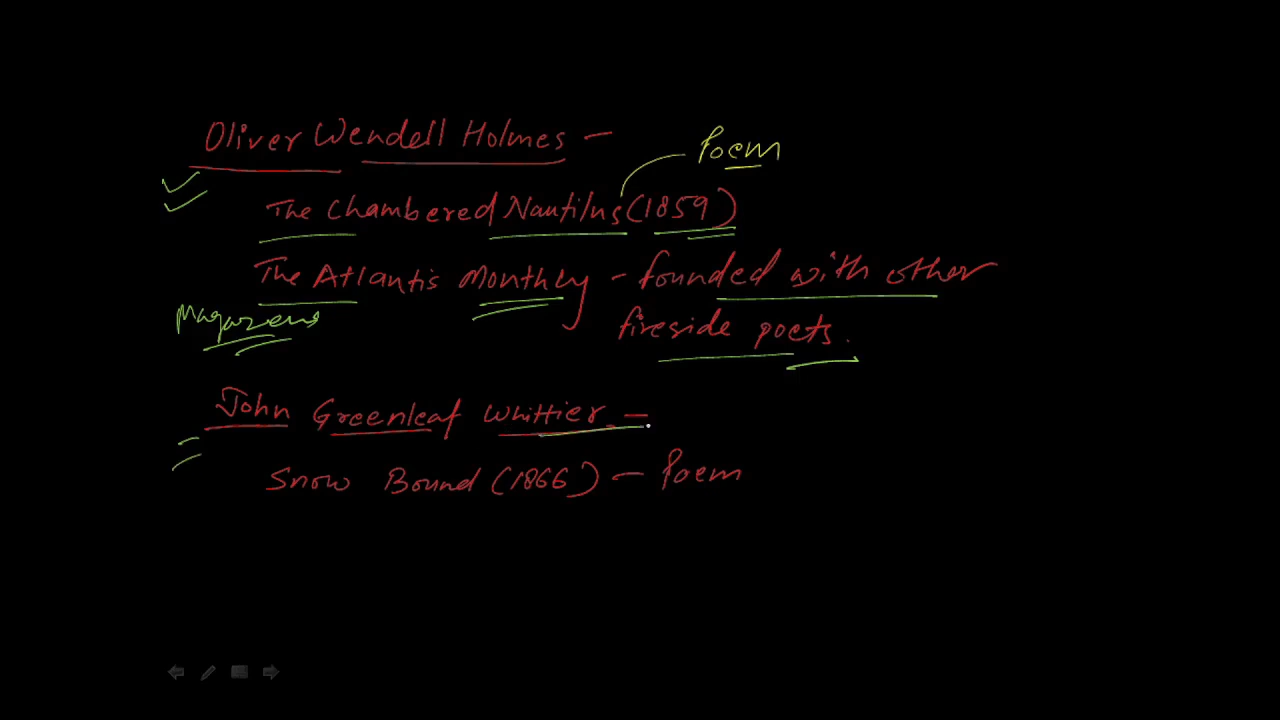 Oliver Wendell Holmes -
Poem
The Chambered Nautilus (1859)
The Atlantis Monthly - founded with other
fireside poets.
John Greenleaf Whittier -
Snow Bound (1866) - Poem